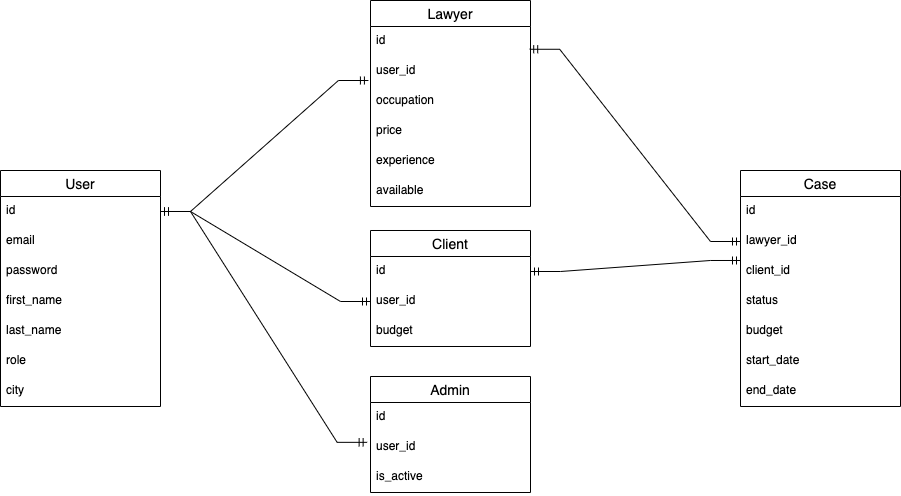 User
id
email
password
first_name
last_name
role
city
Lawyer
id
user_id
occupation
price
experience
available
Client
id
user_id
budget
Admin
id
user_id
is_active
Case
id
lawyer_id
client_id
status
budget
start_date
end_date